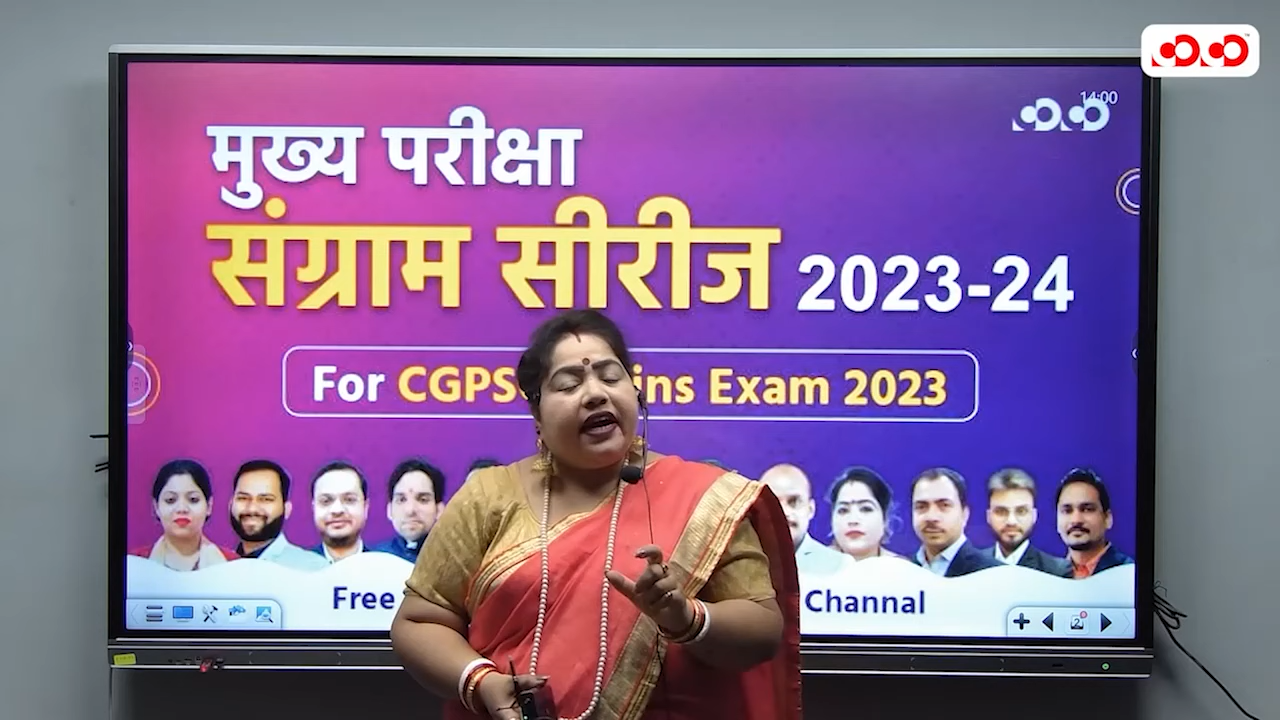 14:00
मुख्य परीक्षा
संग्राम सीरीज 2023-24
For CGPS ins Exam 2023
Free Channal